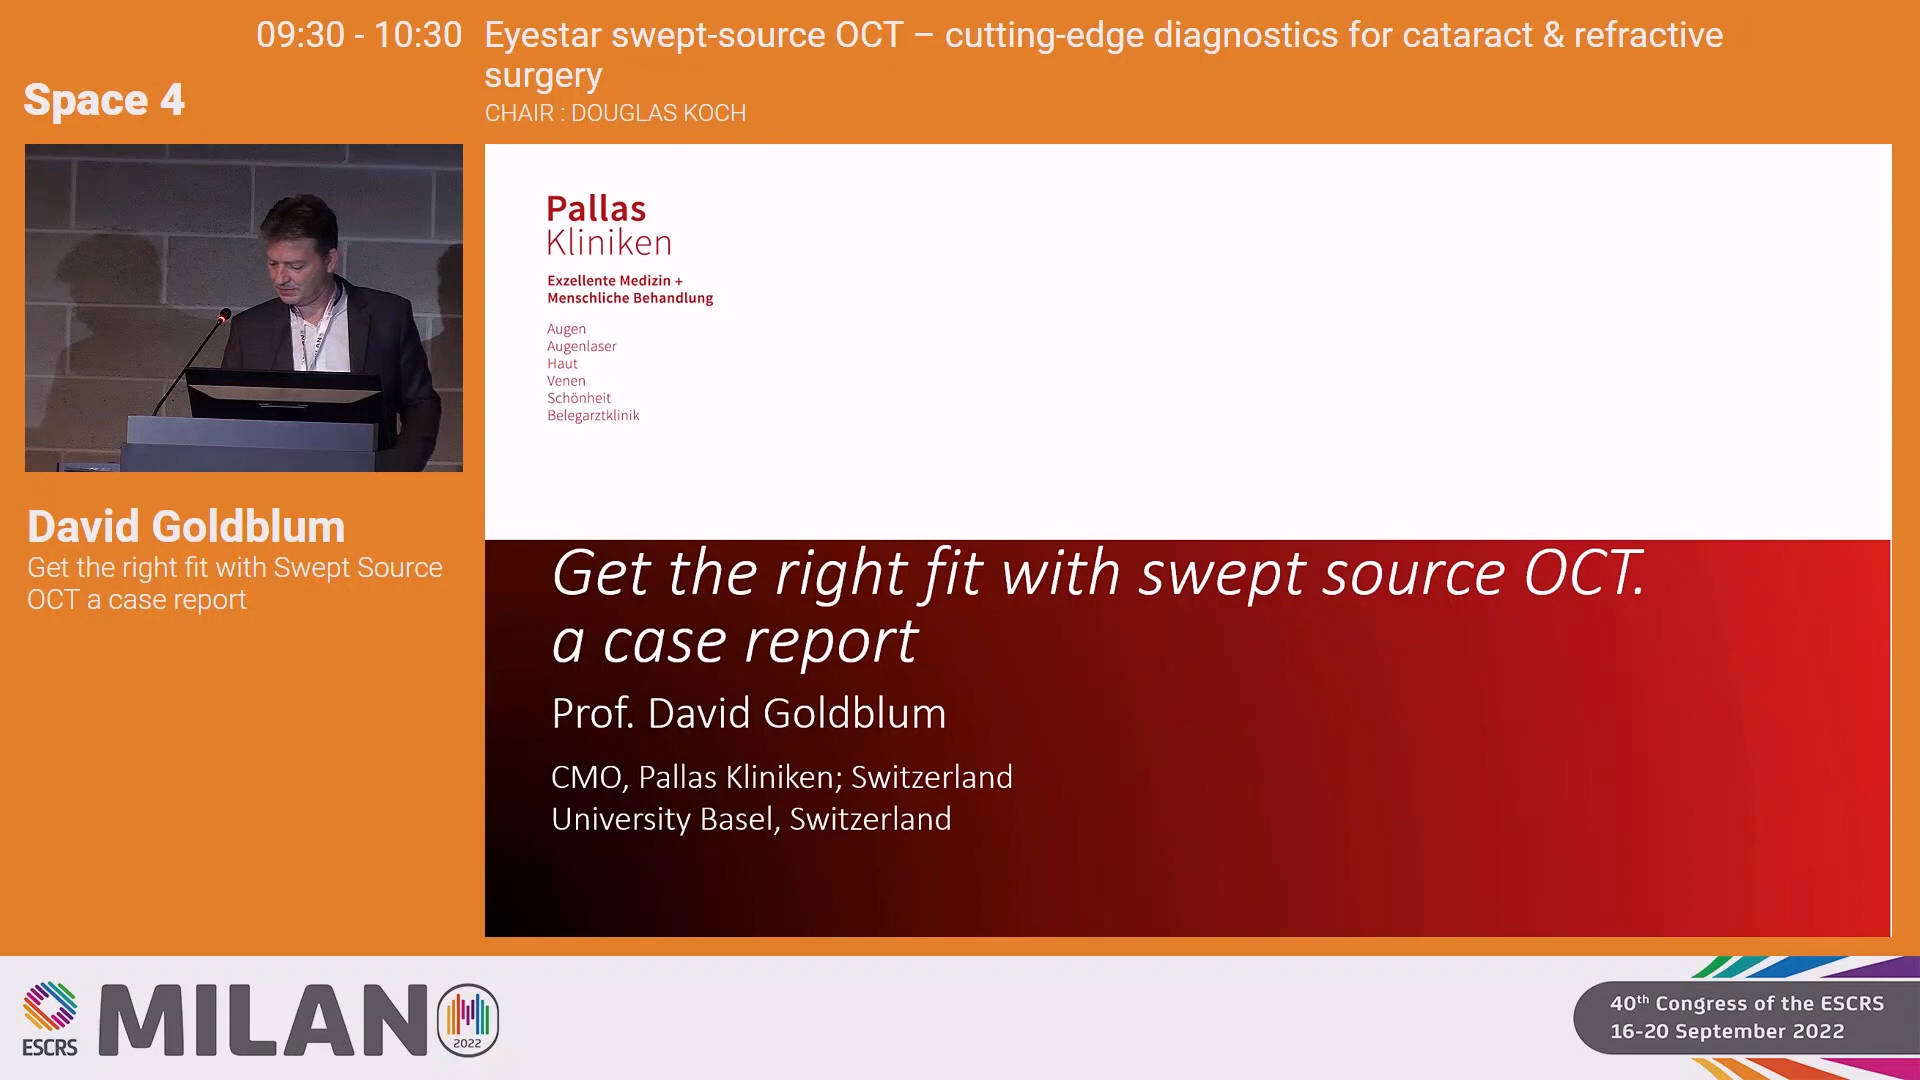 09:30 - 10:30
Eyestar swept-source OCT – cutting-edge diagnostics for cataract & refractive
surgery
CHAIR : DOUGLAS KOCH
Space 4
David Goldblum
Get the right fit with Swept Source
OCT a case report
Pallas
Kliniken
Exzellente Medizin +
Menschliche Behandlung
Augen
Augenlaser
Haut
Venen
Schönheit
Belegarztklinik
Get the right fit with swept source OCT.
a case report
Prof. David Goldblum
CMO, Pallas Kliniken; Switzerland
University Basel, Switzerland
ESCRS
MILANO
2022
40th Congress of the ESCRS
16-20 September 2022